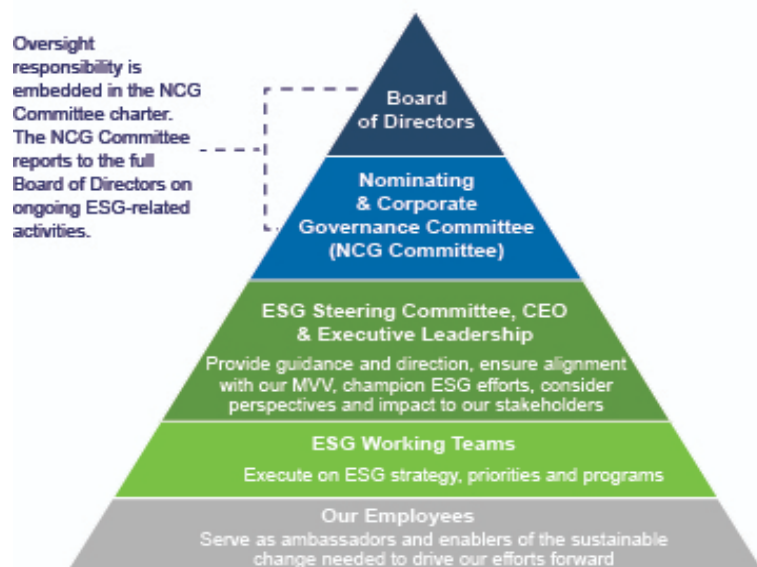 Oversight
responsibility is
embedded in the NCG
Committee charter.
The NCG Committee
reports to the full
Board of Directors on
ongoing ESG-related
activities.
Board
of Directors
Nominating
& Corporate
Governance Committee
(NCG Committee)
ESG Steering Committee, CEO
& Executive Leadership
Provide guidance and direction, ensure alignment
with our MVV, champion ESG efforts, consider
perspectives and impact to our stakeholders
ESG Working Teams
Execute on ESG strategy, priorities and programs
Our Employees
Serve as ambassadors and enablers of the sustainable
change needed to drive our efforts forward